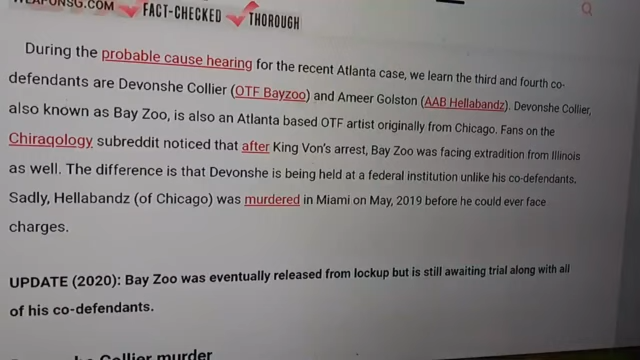 FACT-CHECKED THOROUGH
During the probable cause hearing for the recent Atlanta case, we learn the third and fourth co-
defendants are Devonshe Collier (OTF Bayzoo) and Ameer Golston (AAB Hellabandz). Devonshe Collier,
also known as Bay Zoo, is also an Atlanta based OTF artist originally from Chicago. Fans on the
Chiraqology subreddit noticed that after King Von's arrest, Bay Zoo was facing extradition from Illinois
as well. The difference is that Devonshe is being held at a federal institution unlike his co-defendants.
Sadly, Hellabandz (of Chicago) was murdered in Miami on May, 2019 before he could ever face
charges.
UPDATE (2020): Bay Zoo was eventually released from lockup but is still awaiting trial along with all
of his co-defendants.
Collier murder